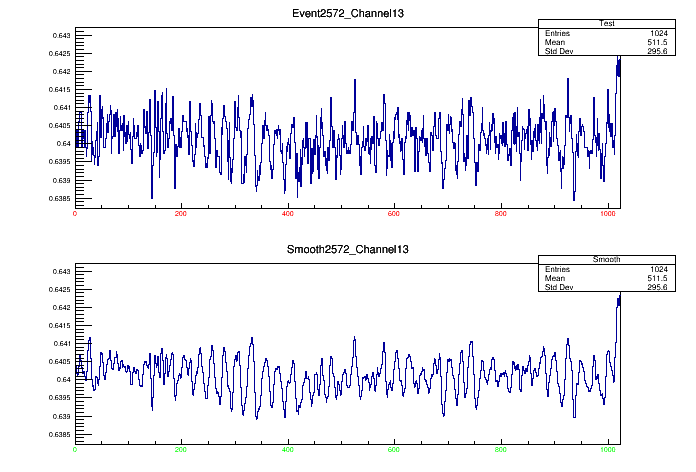 Event2572_Channel13
Test
Entries 1024
Mean 511.5
Std Dev 295.6
0.643
0.6425
0.642
0.6415
0.641
0.6405
0.64
0.6395
0.639
0.6385
0 200 400 600 800 1000
Smooth2572_Channel13
Smooth
Entries 1024
Mean 511.5
Std Dev 295.6
0.643
0.6425
0.642
0.6415
0.641
0.6405
0.64
0.6395
0.639
0.6385
0 200 400 600 800 1000